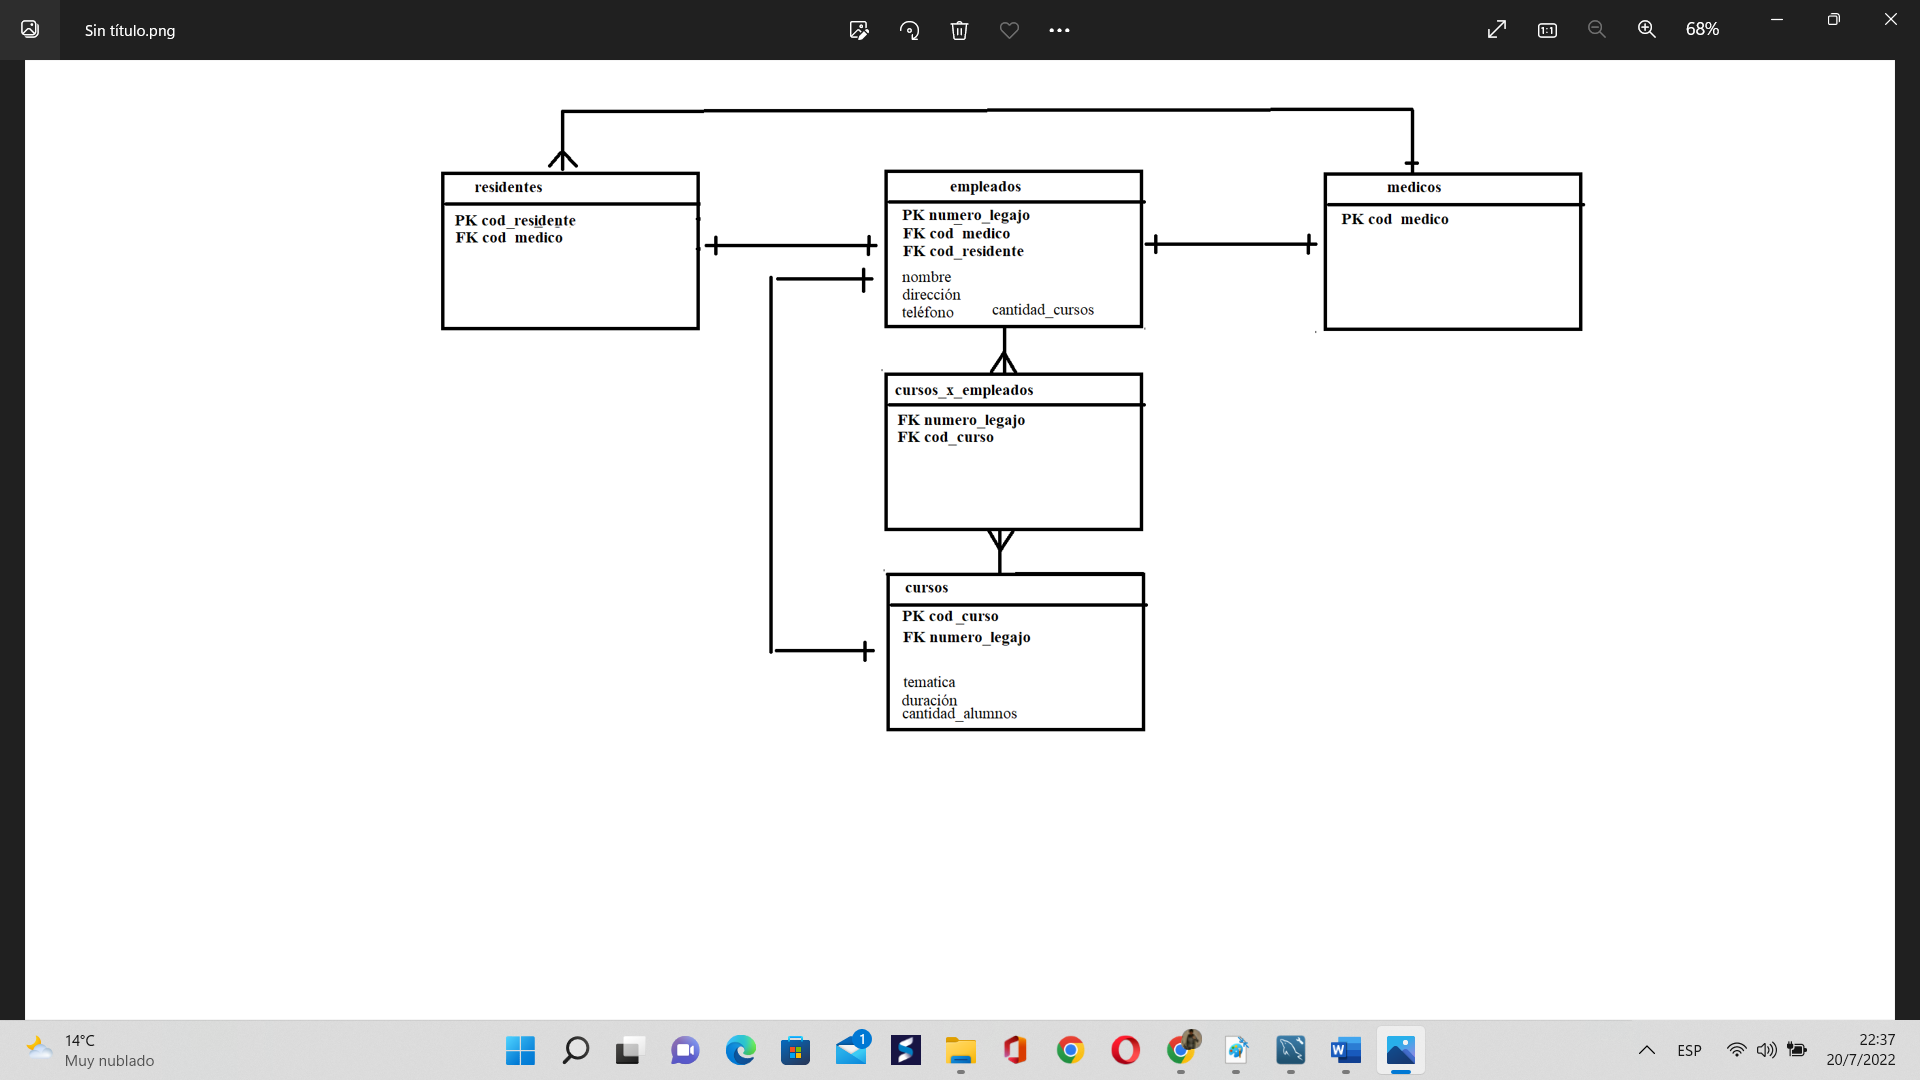 Sin título.png
68%
residentes
PK cod_residente
FK cod_medico
empleados
PK numero_legajo
FK cod_medico
FK cod_residente
nombre
dirección
teléfono
cantidad_cursos
medicos
PK cod_medico
cursos_x_empleados
FK numero_legajo
FK cod_curso
cursos
PK cod_curso
FK numero_legajo
tematica
duración
cantidad_alumnos
14°C
Muy nublado
1
ESP
22:37
20/7/2022